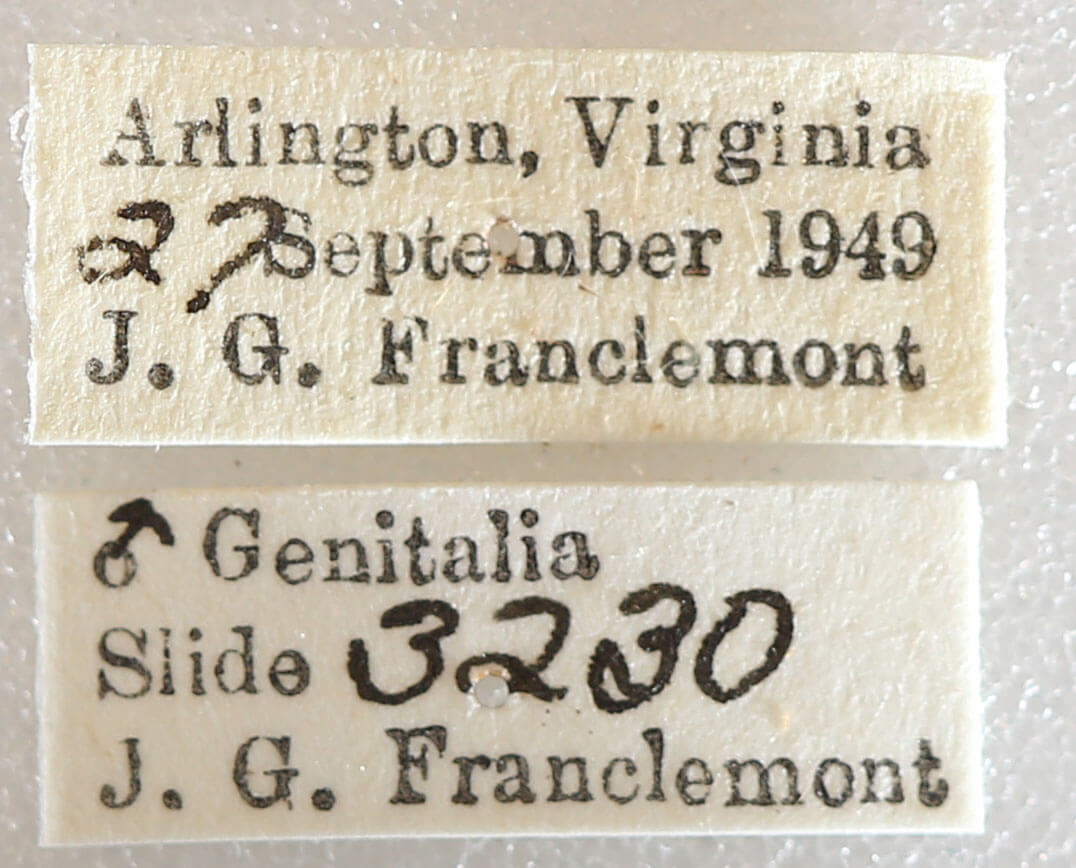 Arlington, Virginia
27 September 1949
J. G. Franclemont
♂ Genitalia
Slide 3230
J. G. Franclemont